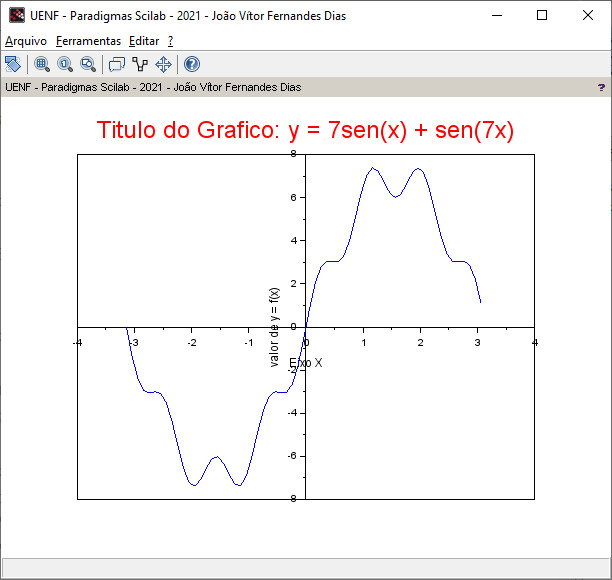 UENF - Paradigmas Scilab - 2021 - João Vítor Fernandes Dias
Arquivo Ferramentas Editar ?
UENF - Paradigmas Scilab - 2021 - João Vítor Fernandes Dias ?
Titulo do Grafico: y = 7sen(x) + sen(7x)
8
6
4
2
valor de y = f(x)
0
-4 -3 -2 -1 0 1 2 3 4
Eixo X
-2
-4
-6
-8